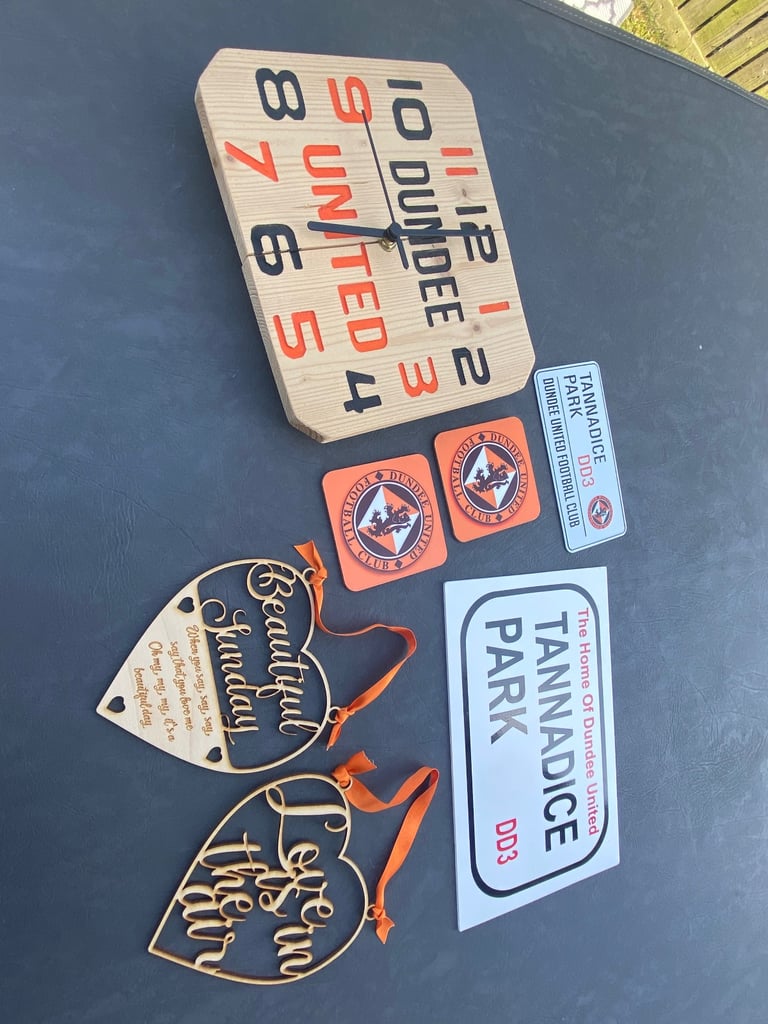 11 12 1
10 2
DUNDEE
9 3
UNITED
8 4
7 6 5
TANNADICE
PARK DD3
DUNDEE UNITED FOOTBALL CLUB
DUNDEE UNITED
FOOTBALL CLUB
DUNDEE UNITED
FOOTBALL CLUB
The Home Of Dundee United
TANNADICE
PARK DD3
Beautiful
Sunday
When you say, say, say,
say that you love me
Oh my, my, my, it's a
beautiful day
Love
is in
the
air